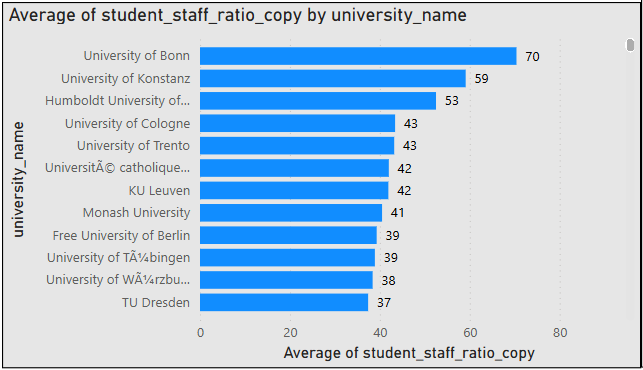 Average of student_staff_ratio_copy by university_name
university_name
University of Bonn 70
University of Konstanz 59
Humboldt University of... 53
University of Cologne 43
University of Trento 43
UniversitÃ© catholique... 42
KU Leuven 42
Monash University 41
Free University of Berlin 39
University of TÃ¼bingen 39
University of WÃ¼rzbu... 38
TU Dresden 37
0 20 40 60 80
Average of student_staff_ratio_copy